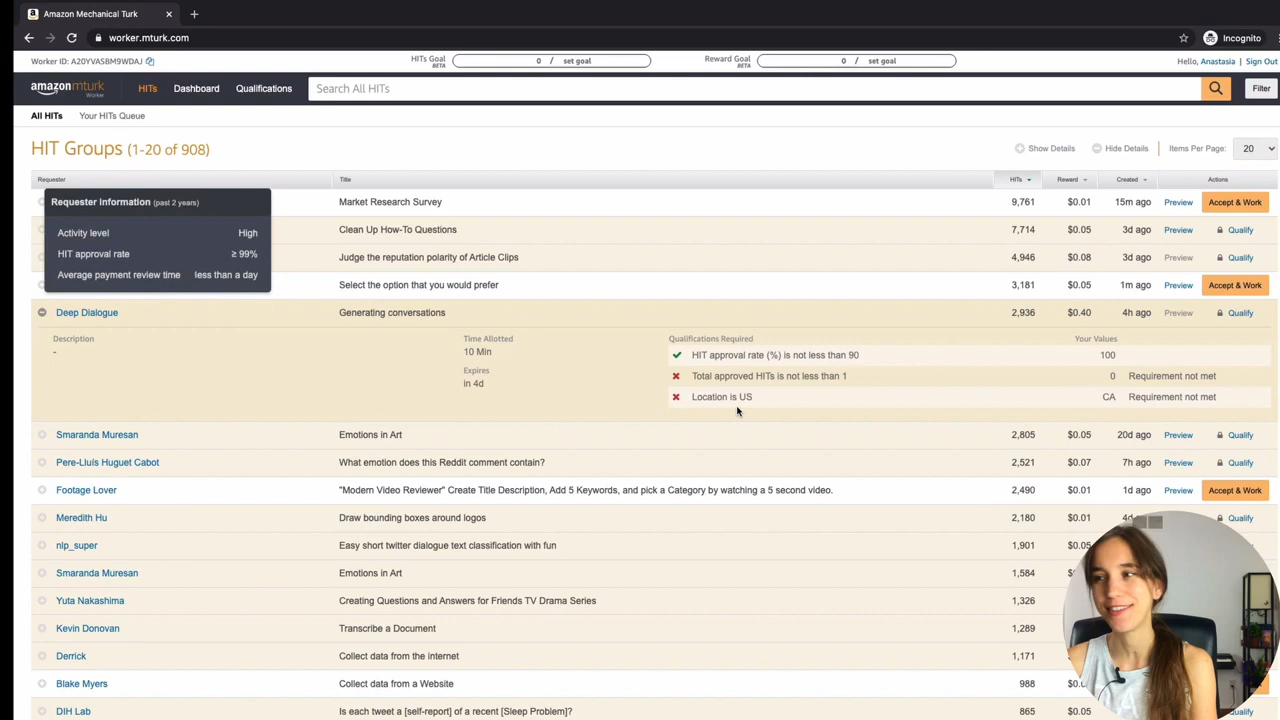 Amazon Mechanical Turk
worker.mturk.com
Incognito
Worker ID: A20YVASBM9WDAJ
HITs Goal BETA 0 / set goal
Reward Goal BETA 0 / set goal
Hello, Anastasia | Sign Out
amazonmturk Worker
HITs Dashboard Qualifications
Search All HITs
Filter
All HITs Your HITs Queue
HIT Groups (1-20 of 908)
Show Details Hide Details Items Per Page: 20
Requester Title HITs Reward Created Actions
Requester information (past 2 years)
Activity level High
HIT approval rate ≥ 99%
Average payment review time less than a day
Market Research Survey 9,761 $0.01 15m ago Preview Accept & Work
Clean Up How-To Questions 7,714 $0.05 3d ago Preview Qualify
Judge the reputation polarity of Article Clips 4,946 $0.08 3d ago Preview Qualify
Select the option that you would prefer 3,181 $0.05 1m ago Preview Accept & Work
Deep Dialogue Generating conversations 2,936 $0.40 4h ago Preview Qualify
Description Time Allotted Qualifications Required Your Values
- 10 Min
HIT approval rate (%) is not less than 90 100
Expires
Total approved HITs is not less than 1 0 Requirement not met
in 4d
Location is US CA Requirement not met
Smaranda Muresan Emotions in Art 2,805 $0.05 20d ago Preview Qualify
Pere-Lluís Huguet Cabot What emotion does this Reddit comment contain? 2,521 $0.07 7h ago Preview Qualify
Footage Lover "Modern Video Reviewer" Create Title Description, Add 5 Keywords, and pick a Category by watching a 5 second video. 2,490 $0.01 1d ago Preview Accept & Work
Meredith Hu Draw bounding boxes around logos 2,180 $0.01 Qualify
nlp_super Easy short twitter dialogue text classification with fun 1,901
Smaranda Muresan Emotions in Art 1,584
Yuta Nakashima Creating Questions and Answers for Friends TV Drama Series 1,326
Kevin Donovan Transcribe a Document 1,289
Derrick Collect data from the internet 1,171
Blake Myers Collect data from a Website 988
DIH Lab Is each tweet a [self-report] of a recent [Sleep Problem]? 865